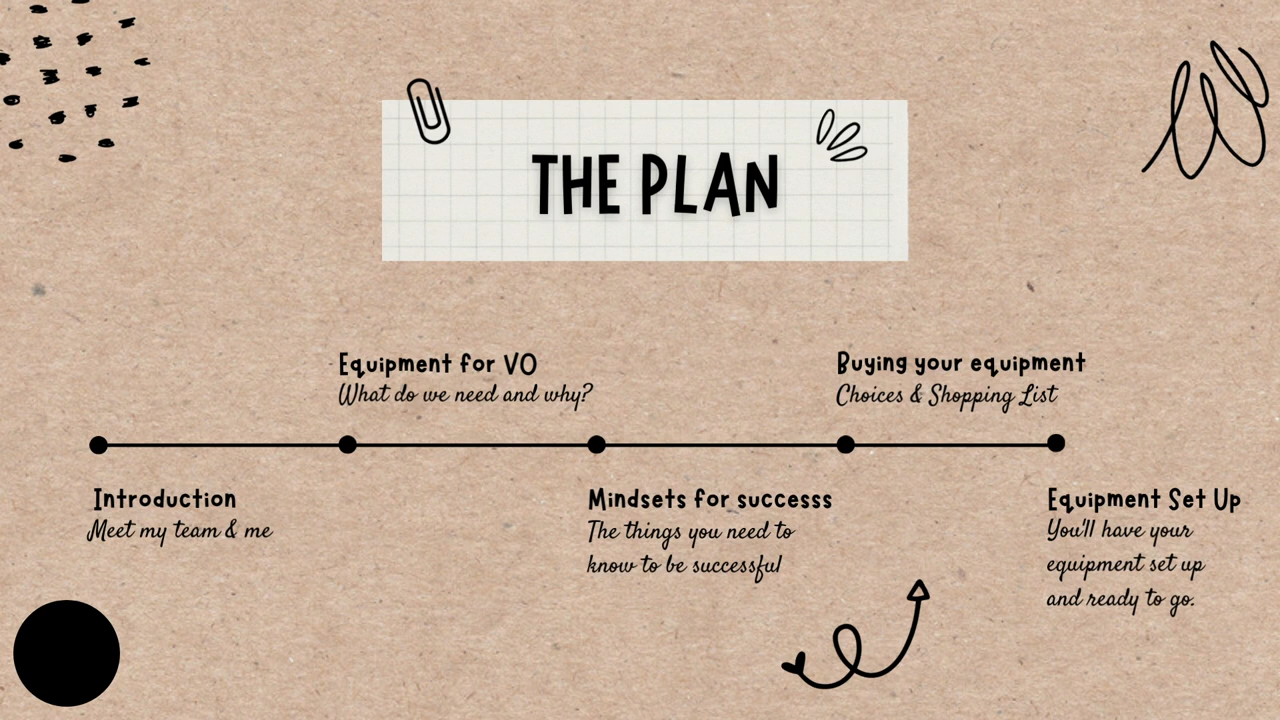 THE PLAN
Introduction
Meet my team & me
Equipment for VO
What do we need and why?
Mindsets for successs
The things you need to
know to be successful
Buying your equipment
Choices & Shopping List
Equipment Set Up
You'll have your
equipment set up
and ready to go.